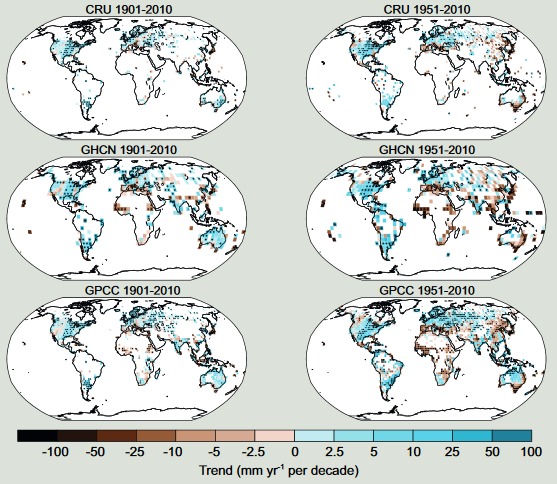 CRU 1901-2010
CRU 1951-2010
GHCN 1901-2010
GHCN 1951-2010
GPCC 1901-2010
GPCC 1951-2010
-100 -50 -25 -10 -5 -2.5 0 2.5 5 10 25 50 100
Trend (mm yr⁻¹ per decade)